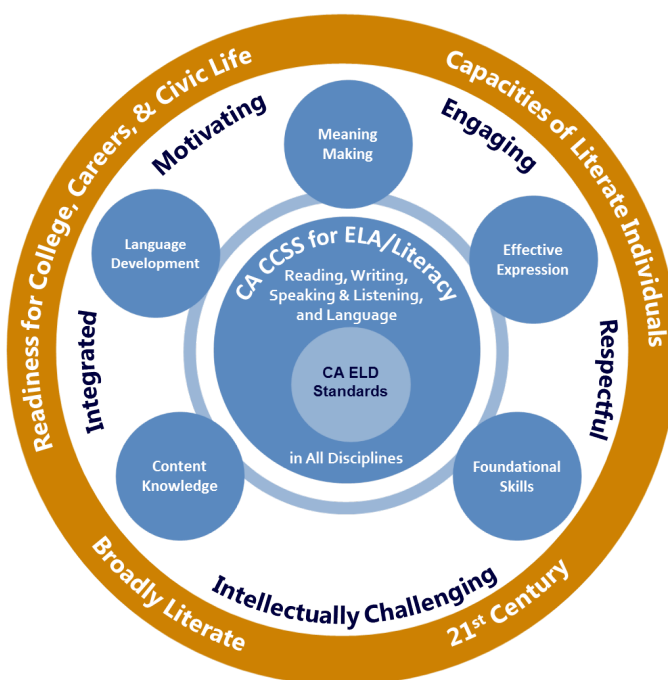 Readiness for College, Careers, & Civic Life
Capacities of Literate Individuals
21st Century
Broadly Literate
Motivating
Engaging
Respectful
Intellectually Challenging
Integrated
Meaning
Making
Effective
Expression
Foundational
Skills
Content
Knowledge
Language
Development
CA CCSS for ELA/Literacy
Reading, Writing,
Speaking & Listening,
and Language
CA ELD
Standards
in All Disciplines